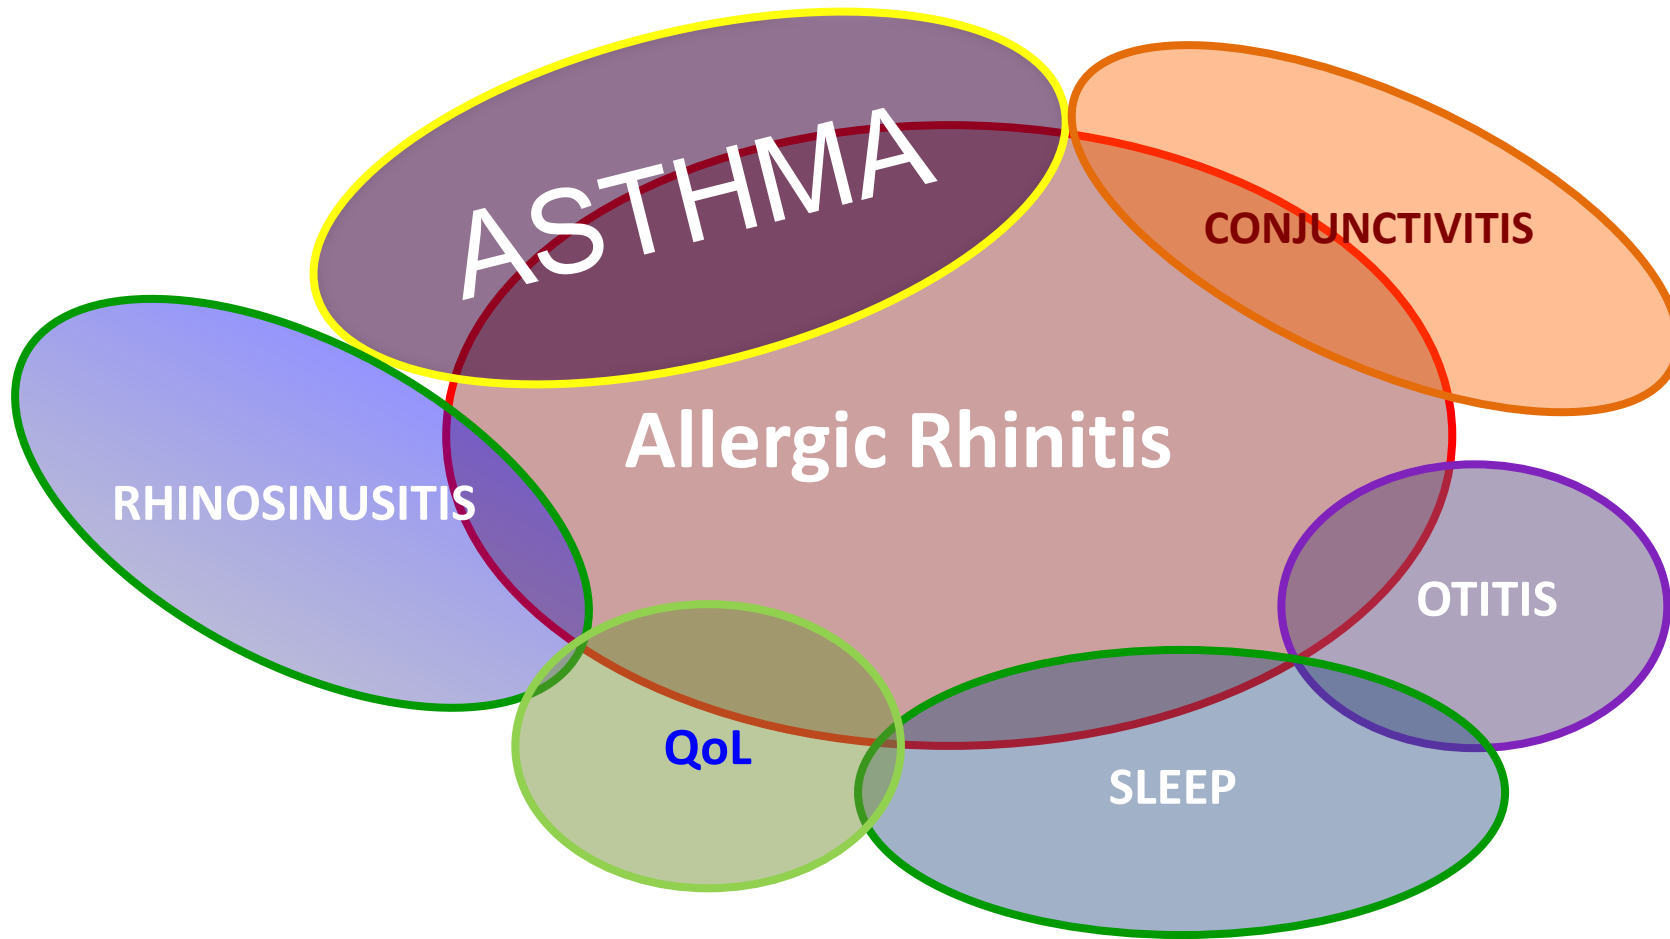 ASTHMA
CONJUNCTIVITIS
Allergic Rhinitis
RHINOSINUSITIS
OTITIS
QoL
SLEEP